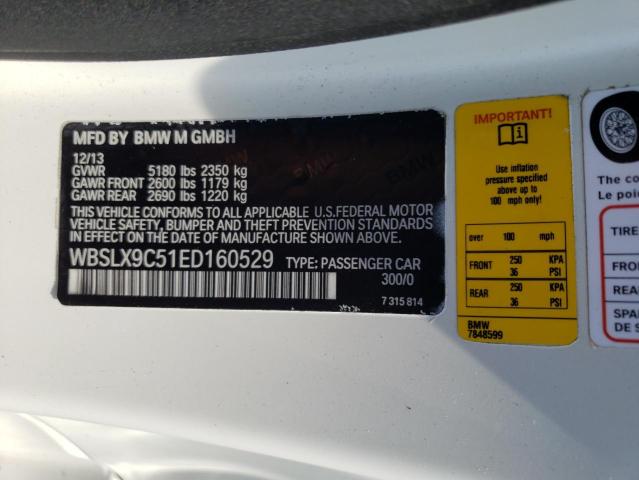 MFD BY BMW M GMBH
12/13
GVWR 5180 lbs 2350 kg
GAWR FRONT 2600 lbs 1179 kg
GAWR REAR 2690 lbs 1220 kg
THIS VEHICLE CONFORMS TO ALL APPLICABLE U.S.FEDERAL MOTOR
VEHICLE SAFETY, BUMPER AND THEFT PREVENTION STANDARDS
IN EFFECT ON THE DATE OF MANUFACTURE SHOWN ABOVE.
WBSLX9C51ED160529 TYPE: PASSENGER CAR
300/0
7 315 814
IMPORTANT!
Use inflation
pressure specified
above up to
100 mph only!
over 100 mph
FRONT 250 KPA
36 PSI
REAR 250 KPA
36 PSI
BMW
7848599
The co
Le poi
TIRE
FRO
REA
SPA
DE S